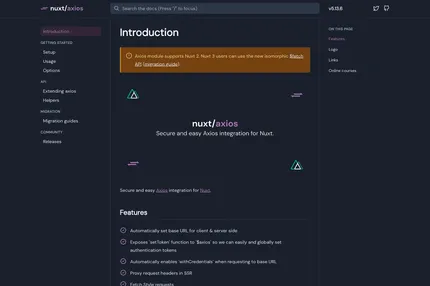 nuxt/axios
Search the docs (Press "/" to focus)
v5.13.6
Introduction
GETTING STARTED
Setup
Usage
Options
API
Extending axios
Helpers
MIGRATION
Migration guides
COMMUNITY
Releases
Introduction
Axios module supports Nuxt 2. Nuxt 3 users can use the new isomorphic $fetch
API (migration guide).
nuxt/axios
Secure and easy Axios integration for Nuxt.
Secure and easy Axios integration for Nuxt.
Features
Automatically set base URL for client & server side
Exposes `setToken` function to `$axios` so we can easily and globally set
authentication tokens
Automatically enables `withCredentials` when requesting to base URL
Proxy request headers in SSR
Fetch Style requests
ON THIS PAGE
Features
Logo
Links
Online courses